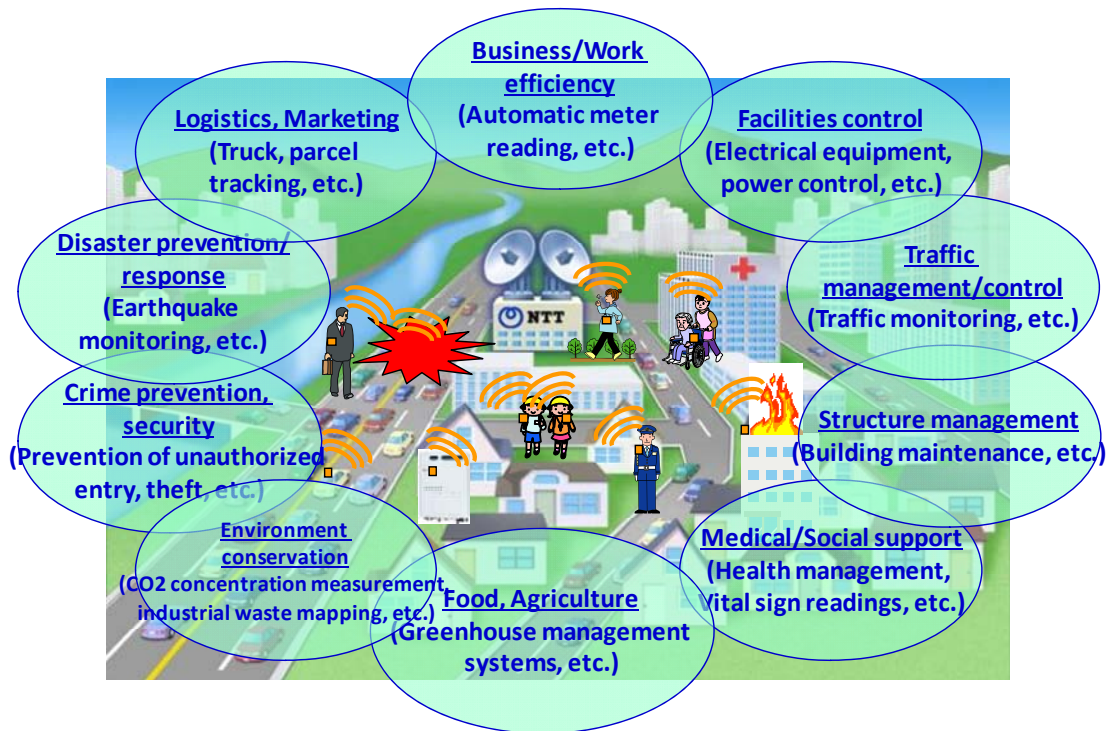 Business/Work
efficiency
(Automatic meter
reading, etc.)
Logistics, Marketing
(Truck, parcel
tracking, etc.)
Facilities control
(Electrical equipment,
power control, etc.)
Disaster prevention/
response
(Earthquake
monitoring, etc.)
Traffic
management/control
(Traffic monitoring, etc.)
NTT
Crime prevention,
security
(Prevention of unauthorized
entry, theft, etc.)
Structure management
(Building maintenance, etc.)
Environment
conservation
(CO2 concentration measurement,
industrial waste mapping, etc.)
Food, Agriculture
(Greenhouse management
systems, etc.)
Medical/Social support
(Health management,
Vital sign readings, etc.)